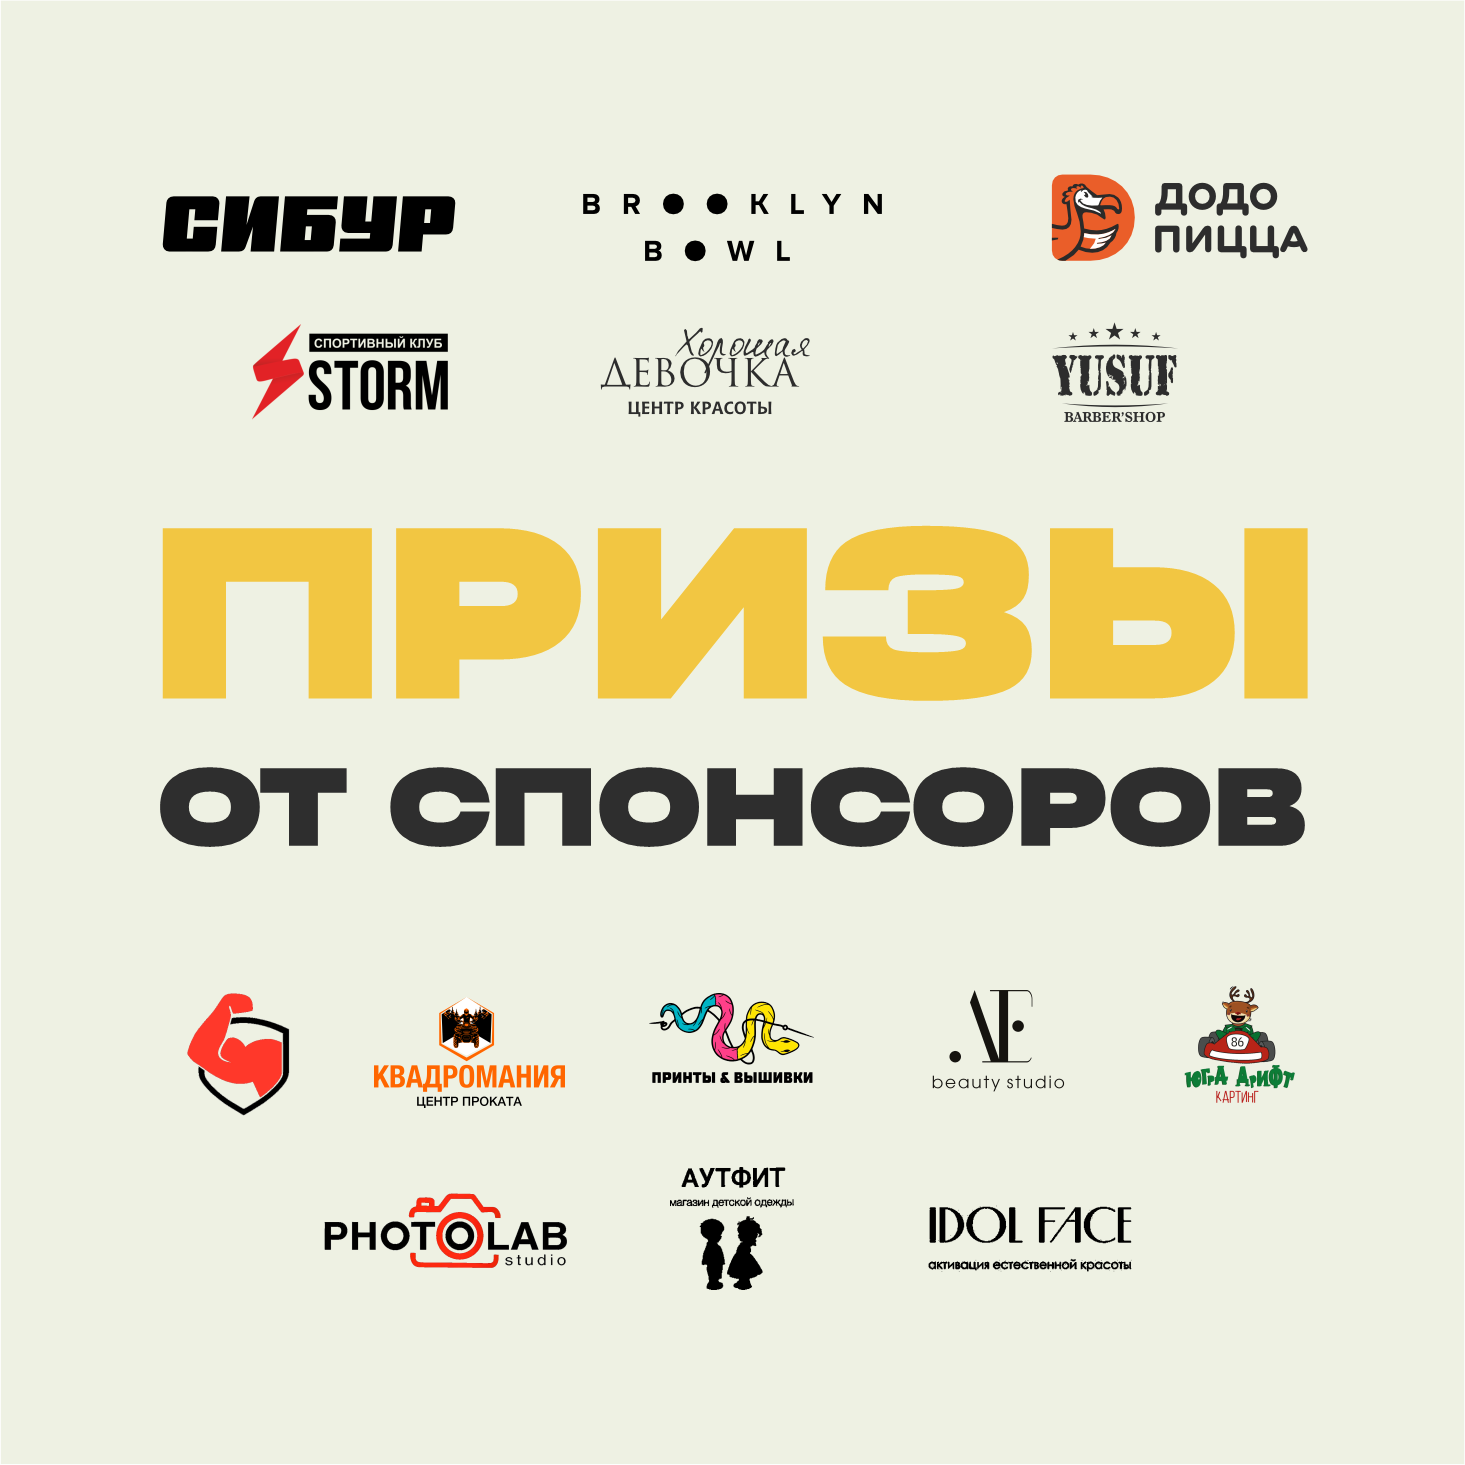 СИБУР
BROOKLYN
BOWL
ДОДО
ПИЦЦА
СПОРТИВНЫЙ КЛУБ
STORM
Хорошая
ДЕВОЧКА
ЦЕНТР КРАСОТЫ
YUSUF
BARBER'SHOP
ПРИЗЫ
ОТ СПОНСОРОВ
КВАДРОМАНИЯ
ЦЕНТР ПРОКАТА
ПРИНТЫ & ВЫШИВКИ
AE
beauty studio
86
ЮГРА ДРИФТ
КАРТИНГ
PHOTOLAB
studio
АУТФИТ
магазин детской одежды
IDOL FACE
активация естественной красоты